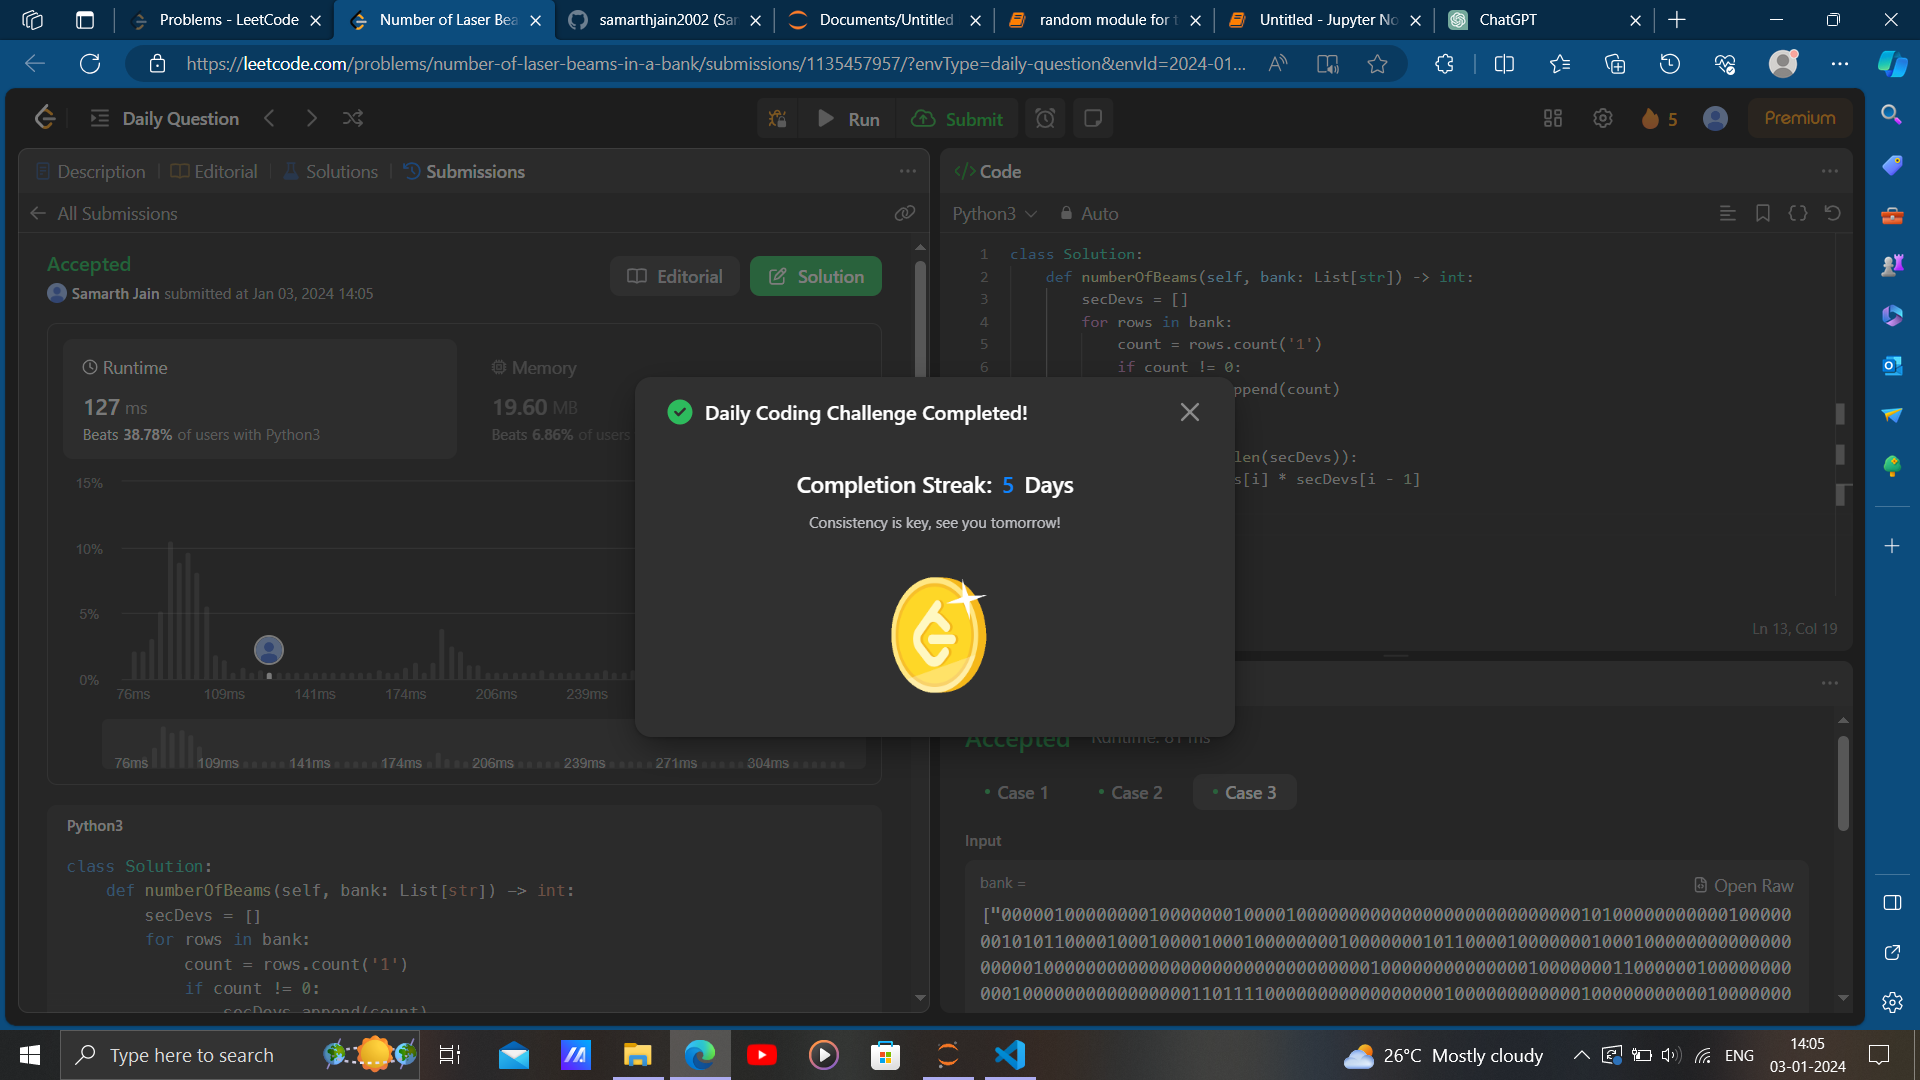 Problems - LeetCode
Number of Laser Bea
samarthjain2002 (Sar
Documents/Untitled
random module for t
Untitled - Jupyter No
ChatGPT
https://leetcode.com/problems/number-of-laser-beams-in-a-bank/submissions/1135457957/?envType=daily-question&envId=2024-01...
Daily Question
Run
Submit
5
Premium
Description
Editorial
Solutions
Submissions
All Submissions
Accepted
Samarth Jain submitted at Jan 03, 2024 14:05
Editorial
Solution
Runtime
127 ms
Beats 38.78% of users with Python3
Memory
19.60 MB
Beats 6.86% of users
15%
10%
5%
0%
76ms 109ms 141ms 174ms 206ms 239ms
76ms 109ms 141ms 174ms 206ms 239ms 271ms 304ms
Python3
class Solution:
def numberOfBeams(self, bank: List[str]) -> int:
secDevs = []
for rows in bank:
count = rows.count('1')
if count != 0:
secDevs.append(count)
Code
Python3
Auto
1 class Solution:
2 def numberOfBeams(self, bank: List[str]) -> int:
3 secDevs = []
4 for rows in bank:
5 count = rows.count('1')
6 if count != 0:
ppend(count)
len(secDevs)):
s[i] * secDevs[i - 1]
Ln 13, Col 19
Daily Coding Challenge Completed!
Completion Streak: 5 Days
Consistency is key, see you tomorrow!
Accepted
Runtime: 81 ms
Case 1
Case 2
Case 3
Input
bank =
Open Raw
Type here to search
26°C Mostly cloudy
ENG
14:05
03-01-2024